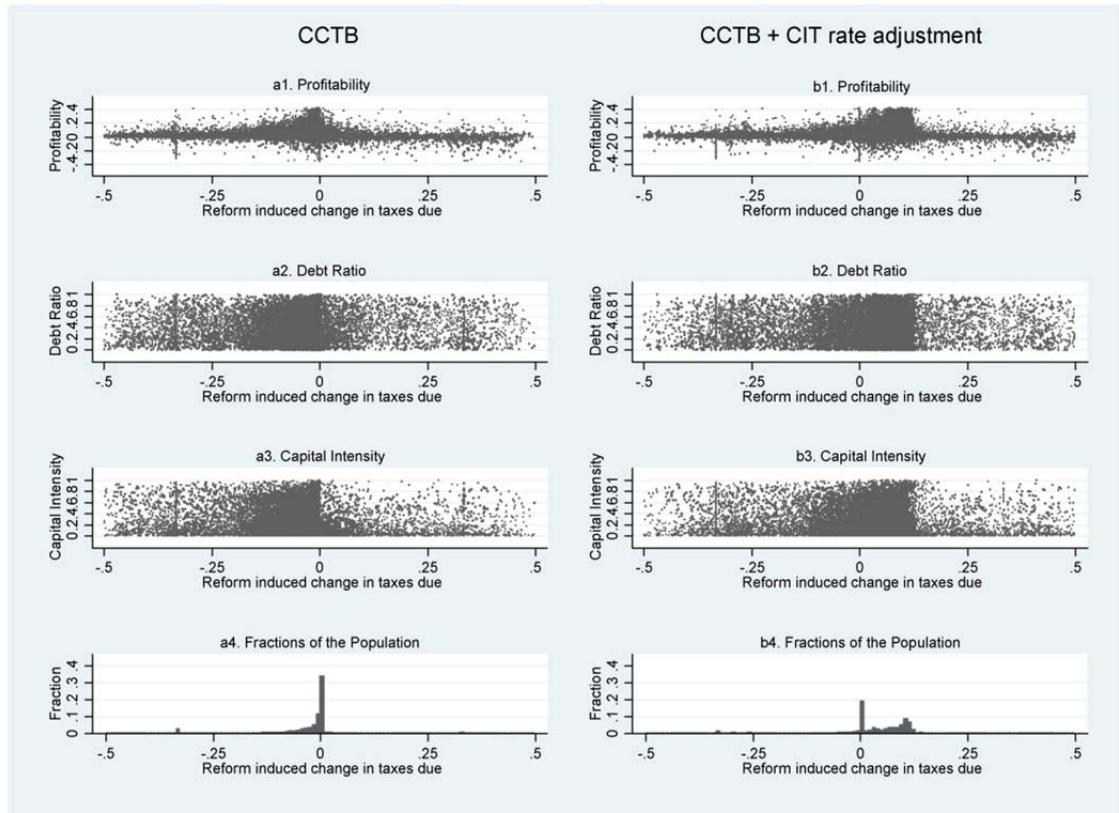 CCTB
CCTB + CIT rate adjustment
a1. Profitability
Profitability
-.4 -.2 0 .2 .4
-.5 -.25 0 .25 .5
Reform induced change in taxes due
b1. Profitability
Profitability
-.4 -.2 0 .2 .4
-.5 -.25 0 .25 .5
Reform induced change in taxes due
a2. Debt Ratio
Debt Ratio
0 .2 .4 .6 .8 1
-.5 -.25 0 .25 .5
Reform induced change in taxes due
b2. Debt Ratio
Debt Ratio
0 .2 .4 .6 .8 1
-.5 -.25 0 .25 .5
Reform induced change in taxes due
a3. Capital Intensity
Capital Intensity
0 .2 .4 .6 .8 1
-.5 -.25 0 .25 .5
Reform induced change in taxes due
b3. Capital Intensity
Capital Intensity
0 .2 .4 .6 .8 1
-.5 -.25 0 .25 .5
Reform induced change in taxes due
a4. Fractions of the Population
Fraction
0 .1 .2 .3 .4
-.5 -.25 0 .25 .5
Reform induced change in taxes due
b4. Fractions of the Population
Fraction
0 .1 .2 .3 .4
-.5 -.25 0 .25 .5
Reform induced change in taxes due